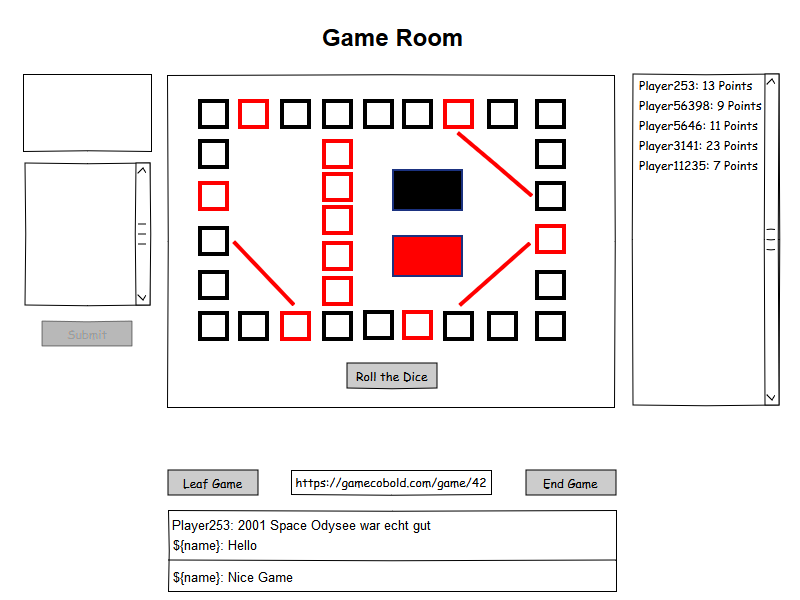 Game Room
Player253: 13 Points
Player56398: 9 Points
Player5646: 11 Points
Player3141: 23 Points
Player11235: 7 Points
Submit
Roll the Dice
Leaf Game
https://gamecobold.com/game/42
End Game
Player253: 2001 Space Odysee war echt gut
${name}: Hello
${name}: Nice Game